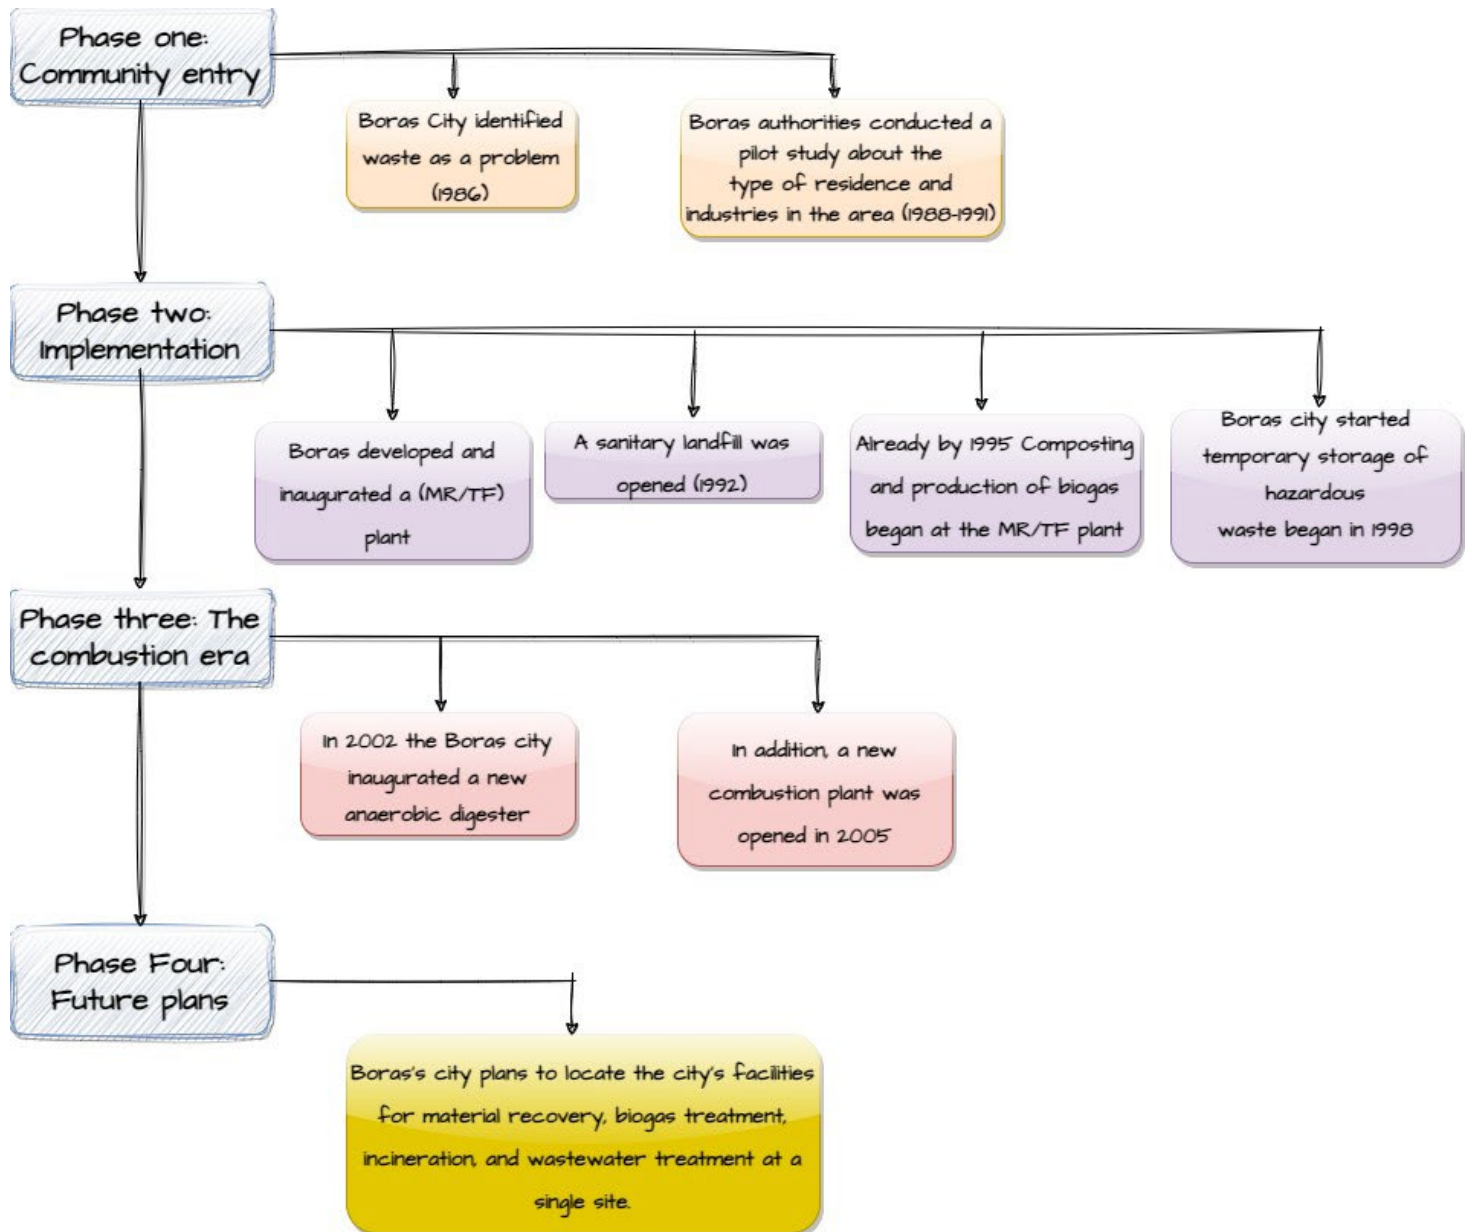 Phase one:
Community entry
Boras City identified
waste as a problem
(1986)
Boras authorities conducted a
pilot study about the
type of residence and
industries in the area (1988-1991)
Phase two:
Implementation
Boras developed and
inaugurated a (MR/TF)
plant
A sanitary landfill was
opened (1992)
Already by 1995 Composting
and production of biogas
began at the MR/TF plant
Boras city started
temporary storage of
hazardous
waste began in 1998
Phase three: The
combustion era
In 2002 the Boras city
inaugurated a new
anaerobic digester
In addition, a new
combustion plant was
opened in 2005
Phase Four:
Future plans
Boras's city plans to locate the city's facilities
for material recovery, biogas treatment,
incineration, and wastewater treatment at a
single site.